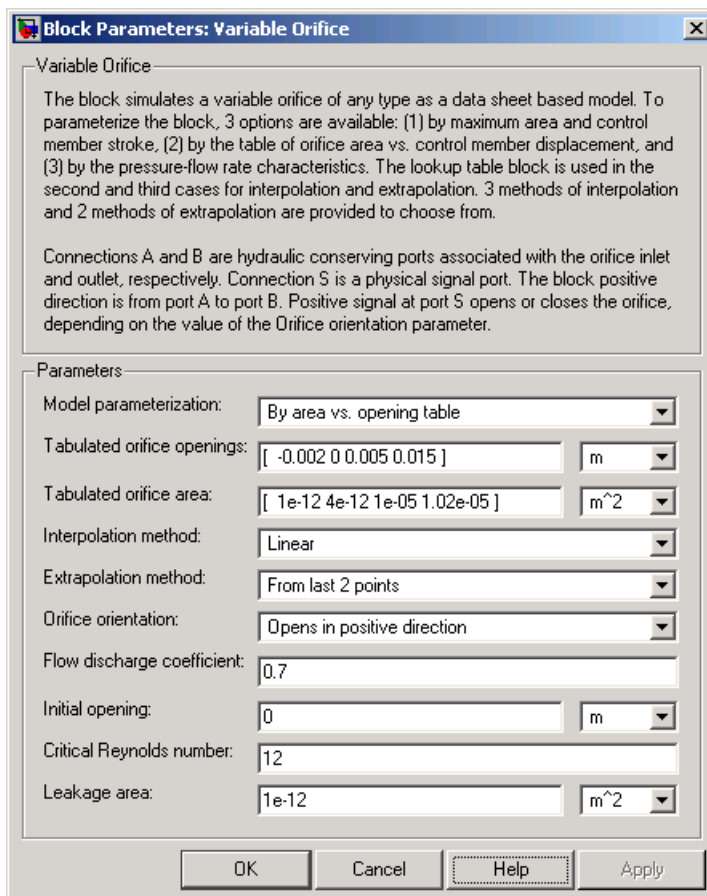 Block Parameters: Variable Orifice
Variable Orifice
The block simulates a variable orifice of any type as a data sheet based model. To
parameterize the block, 3 options are available: (1) by maximum area and control
member stroke, (2) by the table of orifice area vs. control member displacement, and
(3) by the pressure-flow rate characteristics. The lookup table block is used in the
second and third cases for interpolation and extrapolation. 3 methods of interpolation
and 2 methods of extrapolation are provided to choose from.
Connections A and B are hydraulic conserving ports associated with the orifice inlet
and outlet, respectively. Connection S is a physical signal port. The block positive
direction is from port A to port B. Positive signal at port S opens or closes the orifice,
depending on the value of the Orifice orientation parameter.
Parameters
Model parameterization: By area vs. opening table
Tabulated orifice openings: [ -0.002 0 0.005 0.015 ] m
Tabulated orifice area: [ 1e-12 4e-12 1e-05 1.02e-05 ] m^2
Interpolation method: Linear
Extrapolation method: From last 2 points
Orifice orientation: Opens in positive direction
Flow discharge coefficient: 0.7
Initial opening: 0 m
Critical Reynolds number: 12
Leakage area: 1e-12 m^2
OK Cancel Help Apply